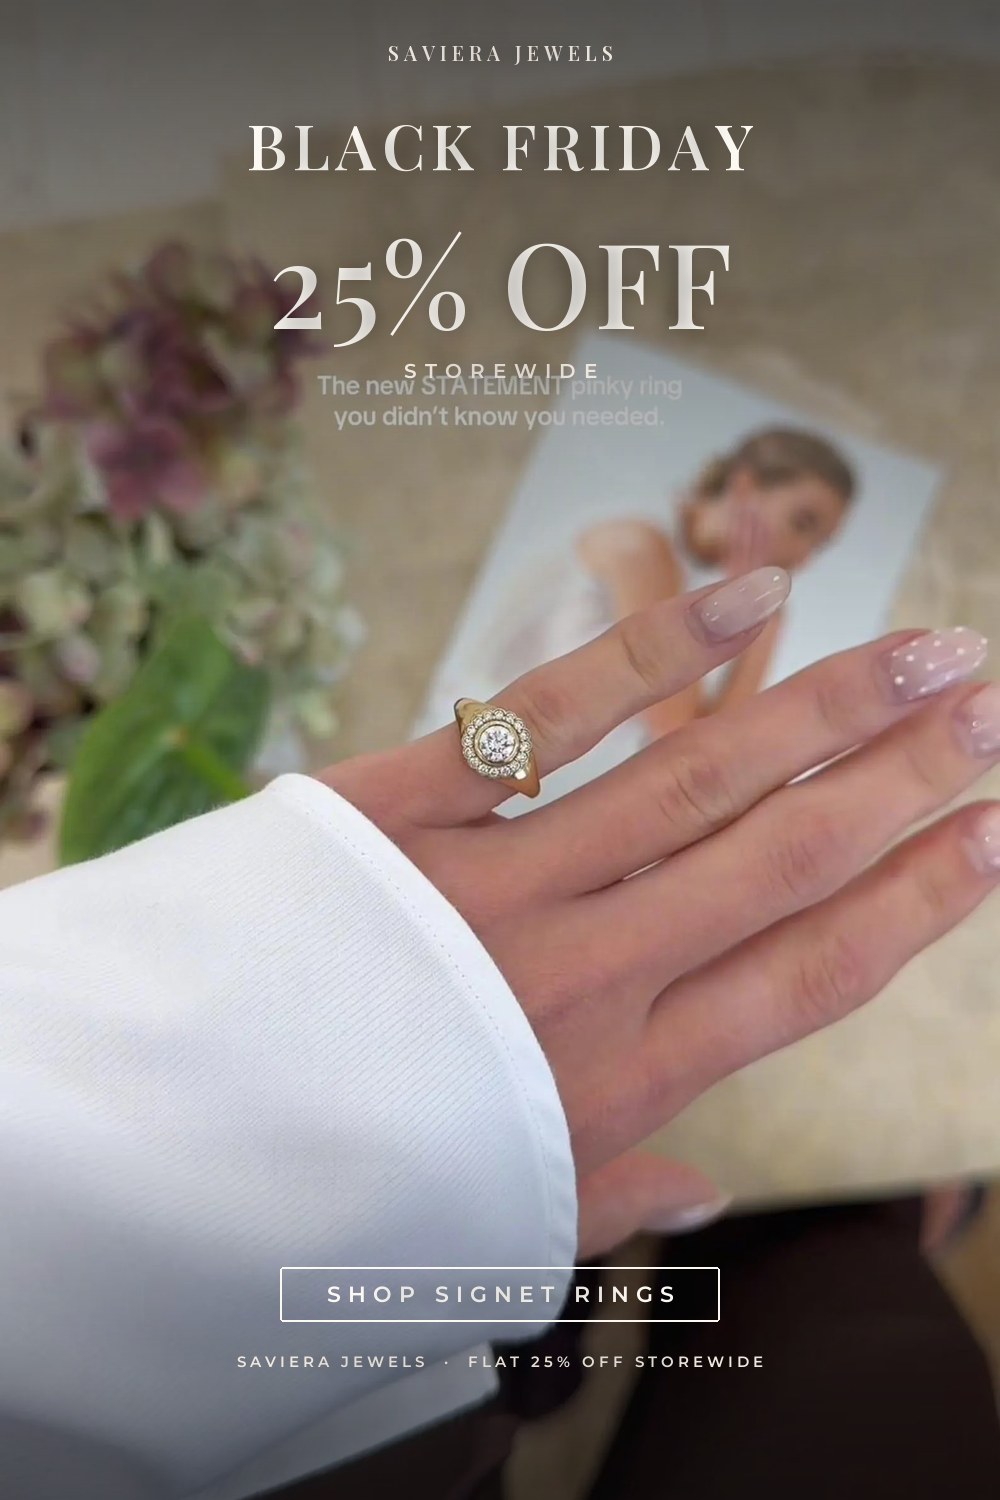 SAVIERA JEWELS
BLACK FRIDAY
25% OFF
STOREWIDE
The new STATEMENT pinky ring
you didn't know you needed.
SHOP SIGNET RINGS
SAVIERA JEWELS · FLAT 25% OFF STOREWIDE